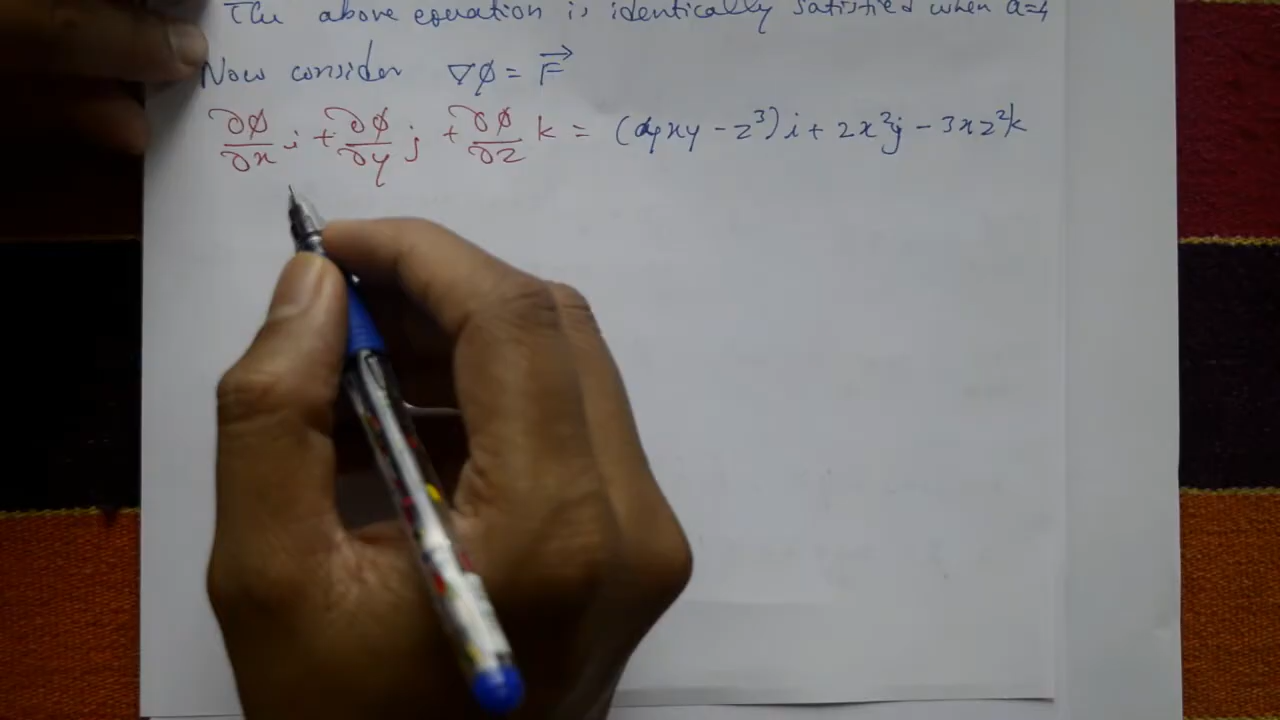 The above equation is identically satisfied when a=4
Now consider ∇φ = F⃗
∂φ/∂x i + ∂φ/∂y j + ∂φ/∂z k = (4xy - z³) i + 2x²j - 3xz²k